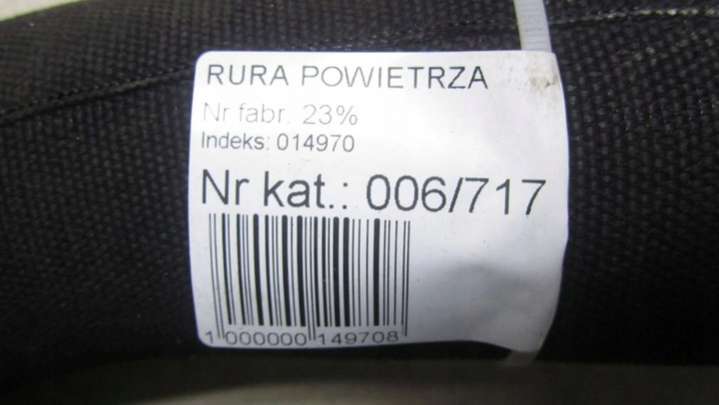 RURA POWIETRZA
Nr fabr. 23%
Indeks: 014970
Nr kat.: 006/717
1 000000 149708